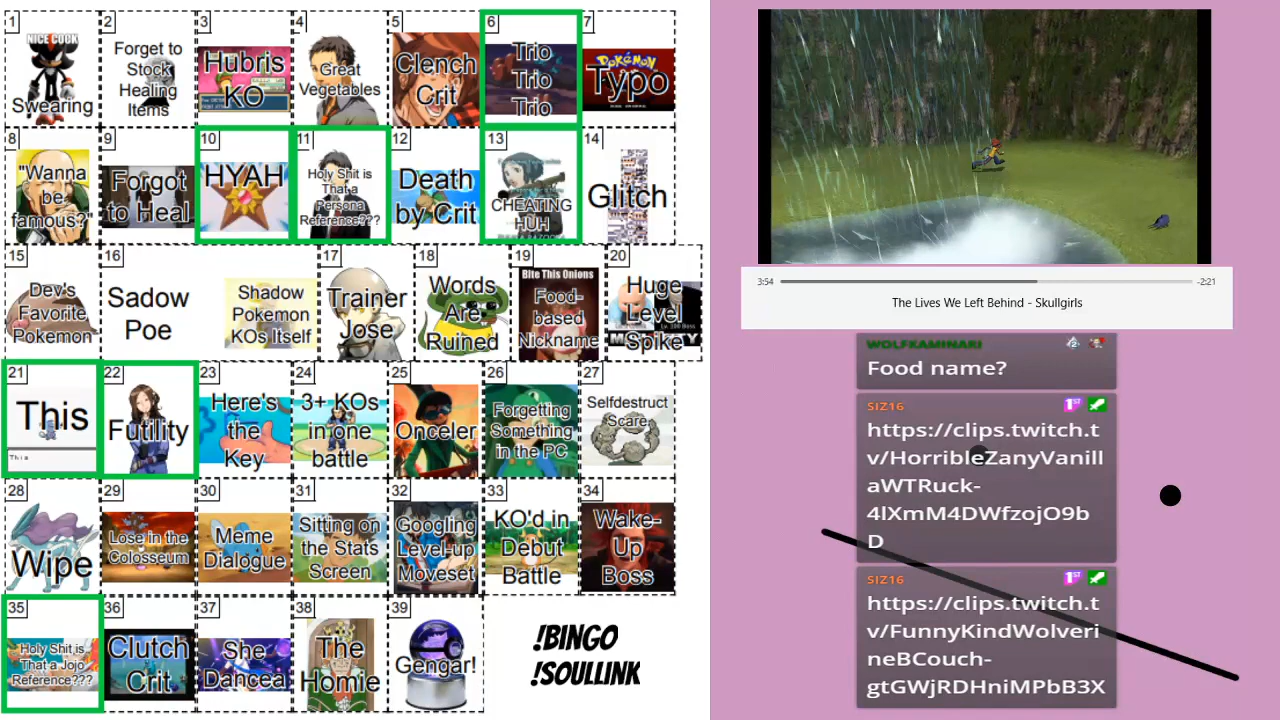 1
NICE COCK
Swearing
2
Forget to
Stock
Healing
Items
3
Hubris
KO
4
Great
Vegetables
5
Clench
Crit
6
Trio
Trio
Trio
7
POKÉMON
Typo
8
"Wanna
be
famous?"
9
Forgot
to Heal
10
HYAH
11
Holy Shit is
That a
Persona
Reference???
12
Death
by Crit
13
CHEATING
HUH
14
Glitch
15
Dev's
Favorite
Pokemon
16
Sadow
Poe
Shadow
Pokemon
KOs Itself
17
Trainer
Jose
18
Words
Are
Ruined
19
Bite This Onions
Food-
based
Nickname
20
Huge
Level
Spike
21
This
This
22
Futility
23
Here's
the
Key
24
3+ KOs
in one
battle
25
Onceler
26
Forgetting
Something
in the PC
27
Selfdestruct
Scare
28
Wipe
29
Lose in the
Colosseum
30
Meme
Dialogue
31
Sitting on
the Stats
Screen
32
Googling
Level-up
Moveset
33
KO'd in
Debut
Battle
34
Wake-
Up
Boss
35
Holy Shit is
That a Jojo
Reference???
36
Clutch
Crit
37
She
Dancea
38
The
Homie
39
Gengar!
!BINGO
!SOULLINK
3:54
-2:21
The Lives We Left Behind - Skullgirls
WOLFKAMINARI
Food name?
SIZ16
1ST
https://clips.twitch.t
v/HorribleZanyVanill
aWTRuck-
4lXmM4DWfzojO9b
D
SIZ16
1ST
https://clips.twitch.t
v/FunnyKindWolveri
neBCouch-
gtGWjRDHniMPbB3X